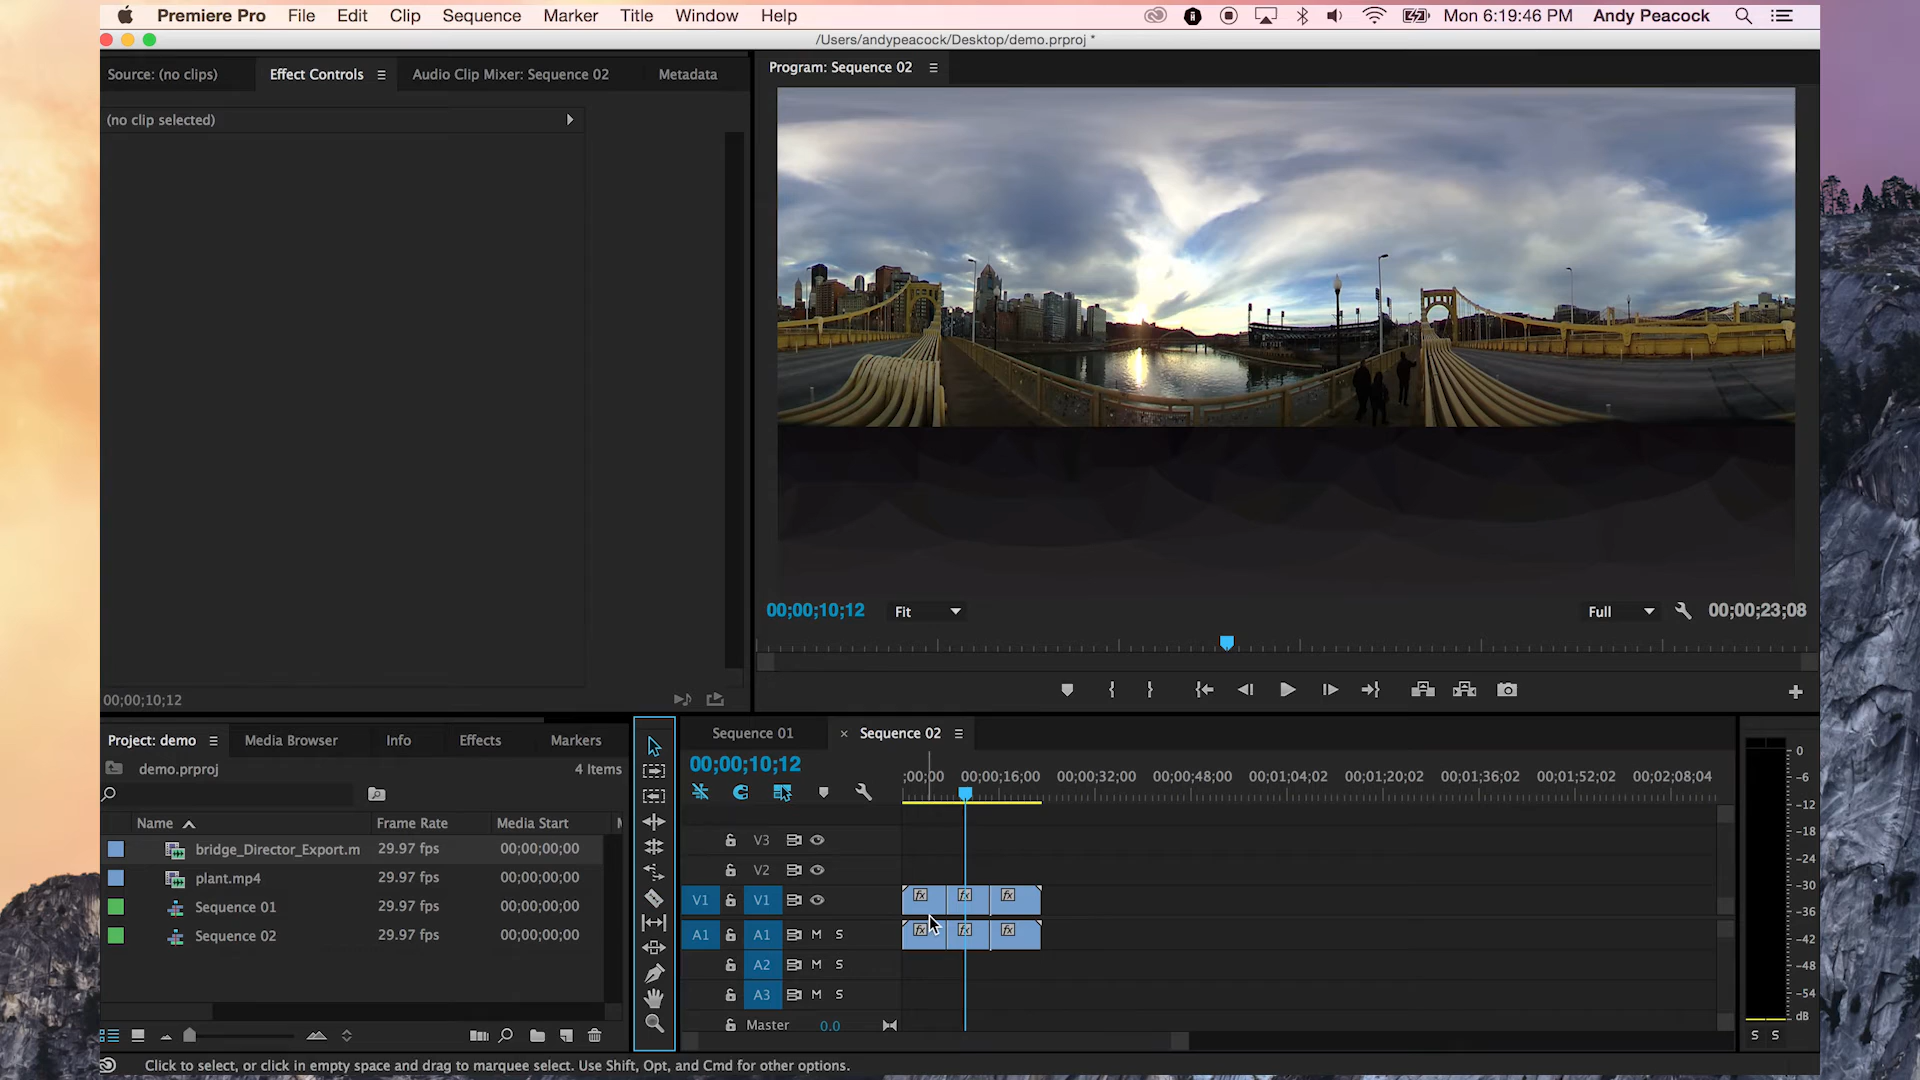 Premiere Pro File Edit Clip Sequence Marker Title Window Help Mon 6:19:46 PM Andy Peacock
/Users/andypeacock/Desktop/demo.prproj *
Source: (no clips) Effect Controls Audio Clip Mixer: Sequence 02 Metadata
Program: Sequence 02
(no clip selected)
00;00;10;12 Fit Full 00;00;23;08
00;00;10;12
Project: demo Media Browser Info Effects Markers
Sequence 01 × Sequence 02
demo.prproj 4 Items
00;00;10;12
;00;00 00;00;16;00 00;00;32;00 00;00;48;00 00;01;04;02 00;01;20;02 00;01;36;02 00;01;52;02 00;02;08;04
Name Frame Rate Media Start
bridge_Director_Export.m 29.97 fps 00;00;00;00
plant.mp4 29.97 fps 00;00;00;00
Sequence 01 29.97 fps 00;00;00;00
Sequence 02 29.97 fps 00;00;00;00
V3
V2
V1 V1 fx fx fx
A1 A1 M S fx fx fx
A2 M S
A3 M S
Master 0.0
0
-6
-12
-18
-24
-30
-36
-42
-48
-54
dB
S S
Click to select, or click in empty space and drag to marquee select. Use Shift, Opt, and Cmd for other options.